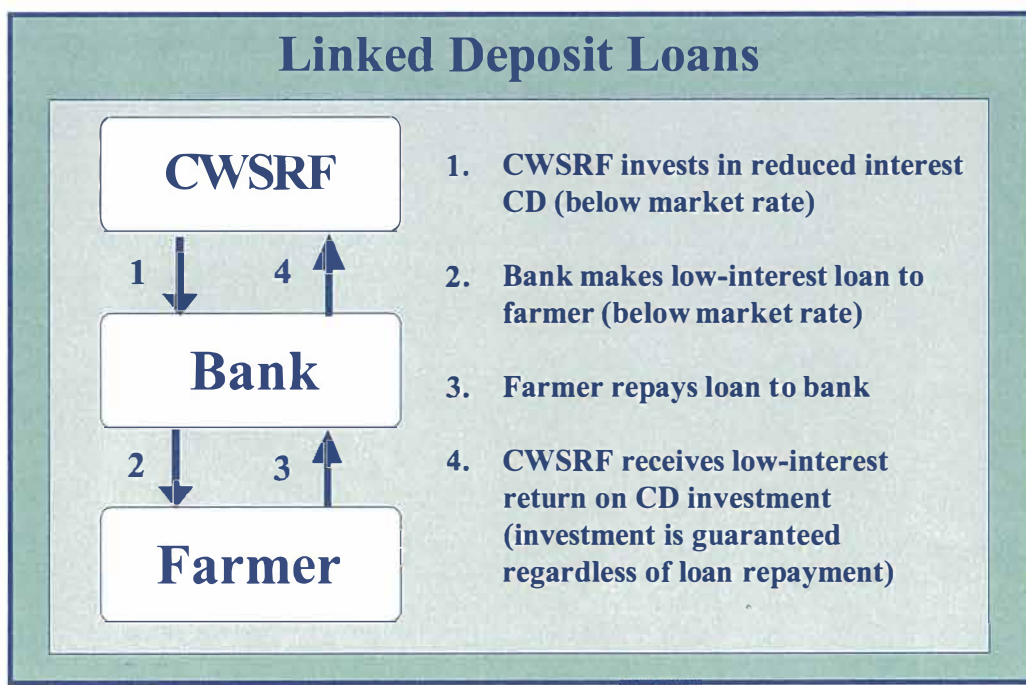 Linked Deposit Loans
CWSRF
1
4
Bank
2
3
Farmer
1. CWSRF invests in reduced interest
CD (below market rate)
2. Bank makes low-interest loan to
farmer (below market rate)
3. Farmer repays loan to bank
4. CWSRF receives low-interest
return on CD investment
(investment is guaranteed
regardless of loan repayment)